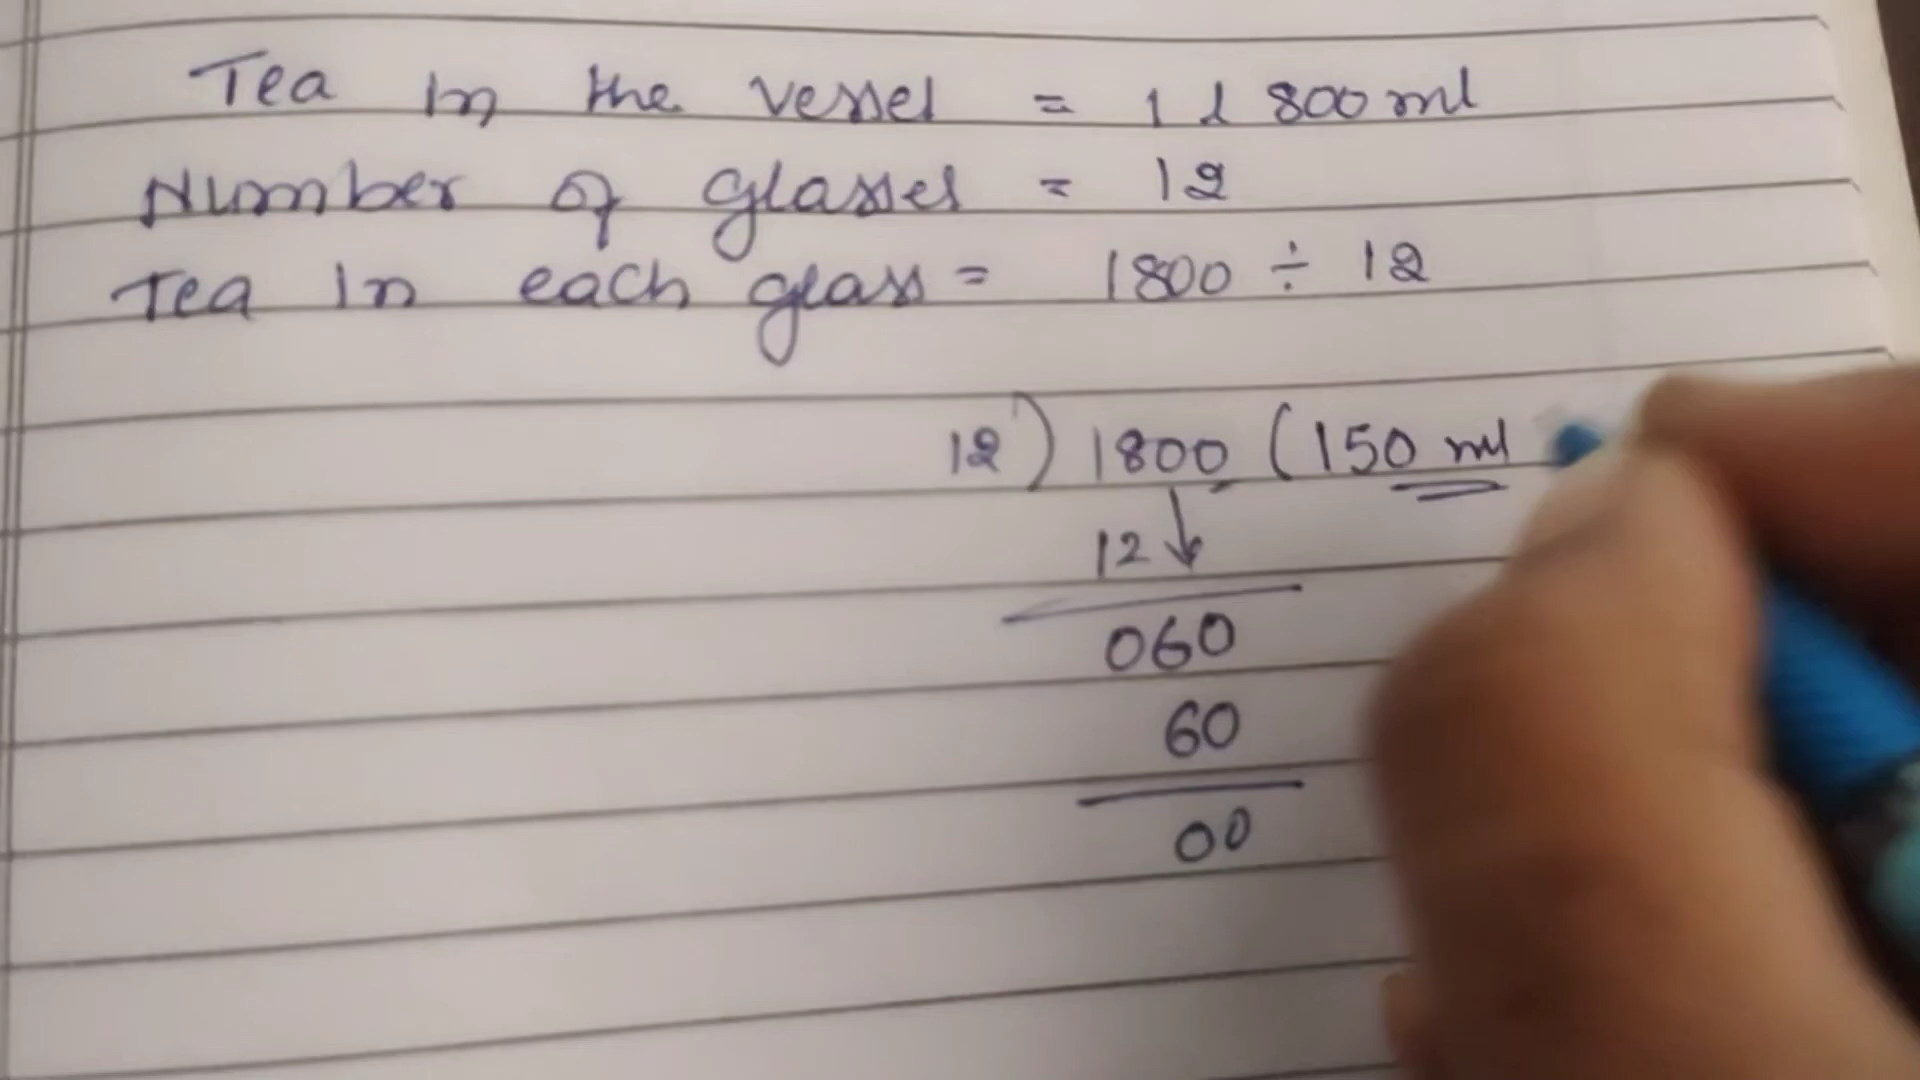 Tea in the vessel = 1 l 800 ml
Number of glasses = 12
Tea in each glass = 1800 ÷ 12
12 ) 1800 ( 150 ml
12 ↓
060
60
00